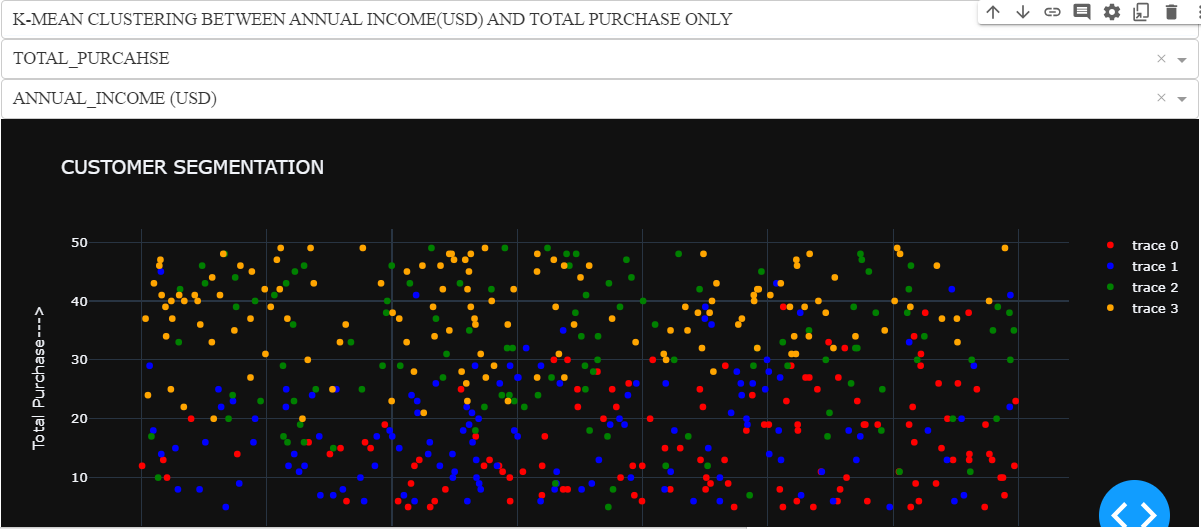 K-MEAN CLUSTERING BETWEEN ANNUAL INCOME(USD) AND TOTAL PURCHASE ONLY
TOTAL_PURCAHSE
ANNUAL_INCOME (USD)
CUSTOMER SEGMENTATION
50
40
30
20
10
Total Purchase---->
trace 0
trace 1
trace 2
trace 3